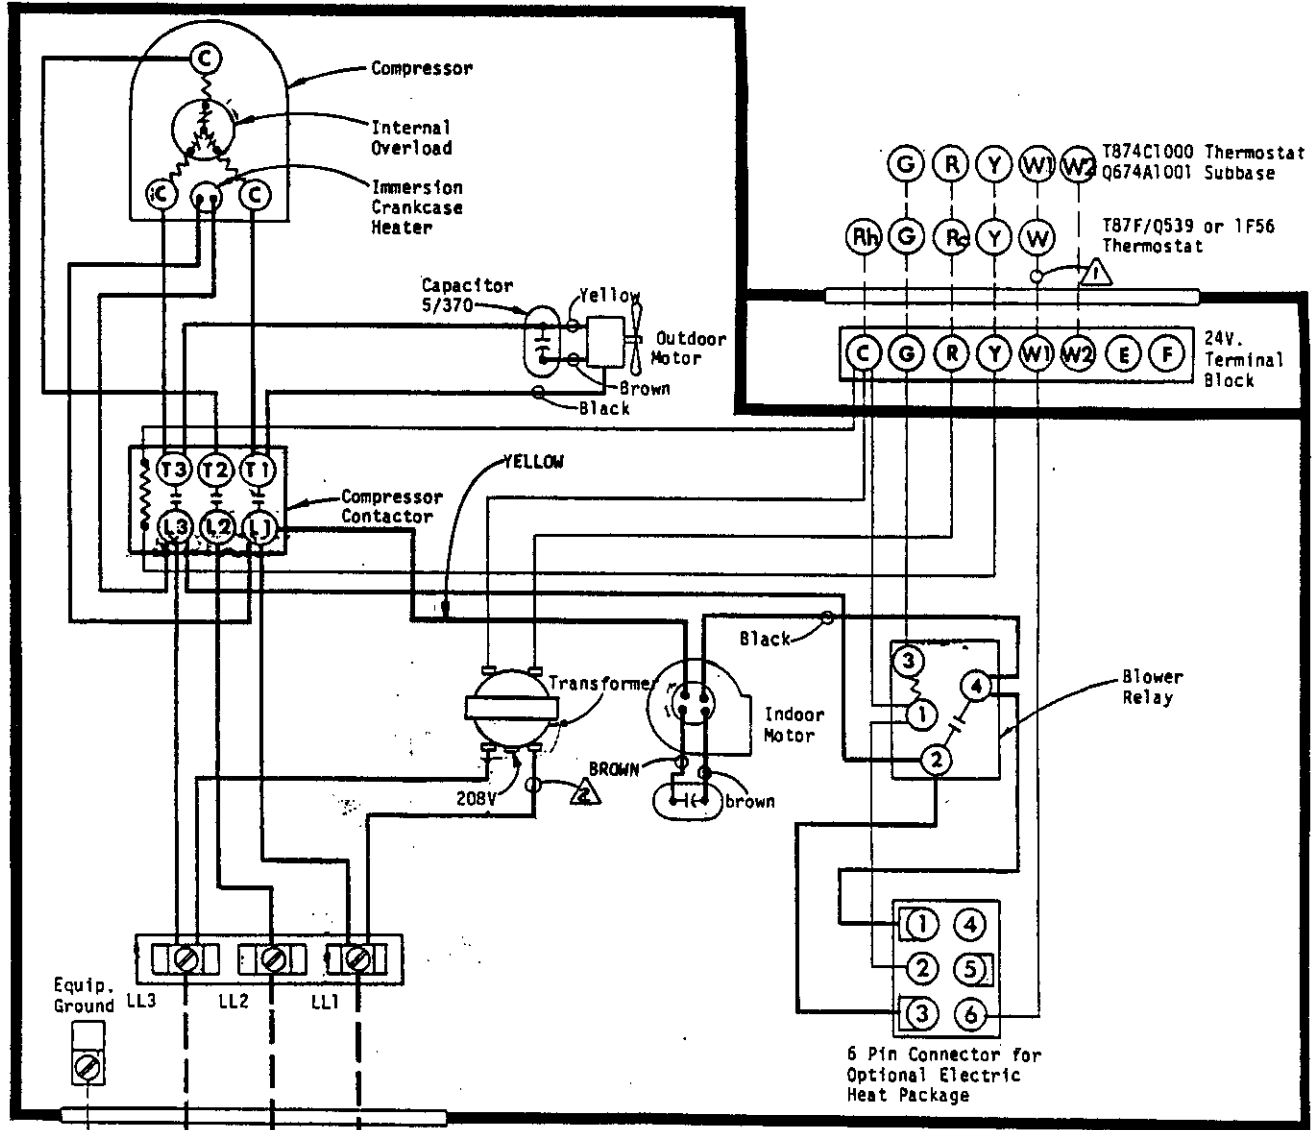 C
Compressor
Internal
Overload
C
C
Immersion
Crankcase
Heater
G R Y W1 W2
T874C1000 Thermostat
Q674A1001 Subbase
Rh G Rc Y W
T87F/Q539 or 1F56
Thermostat
1
Capacitor
5/370
Yellow
Outdoor
Motor
Brown
Black
C G R Y W1 W2 E F
24V.
Terminal
Block
T3 T2 T1
YELLOW
L3 L2 L1
Compressor
Contactor
Black
3
4
1
2
Blower
Relay
Transformer
Indoor
Motor
BROWN
brown
208V
2
1 4
2 5
3 6
Equip.
Ground
LL3 LL2 LL1
6 Pin Connector for
Optional Electric
Heat Package